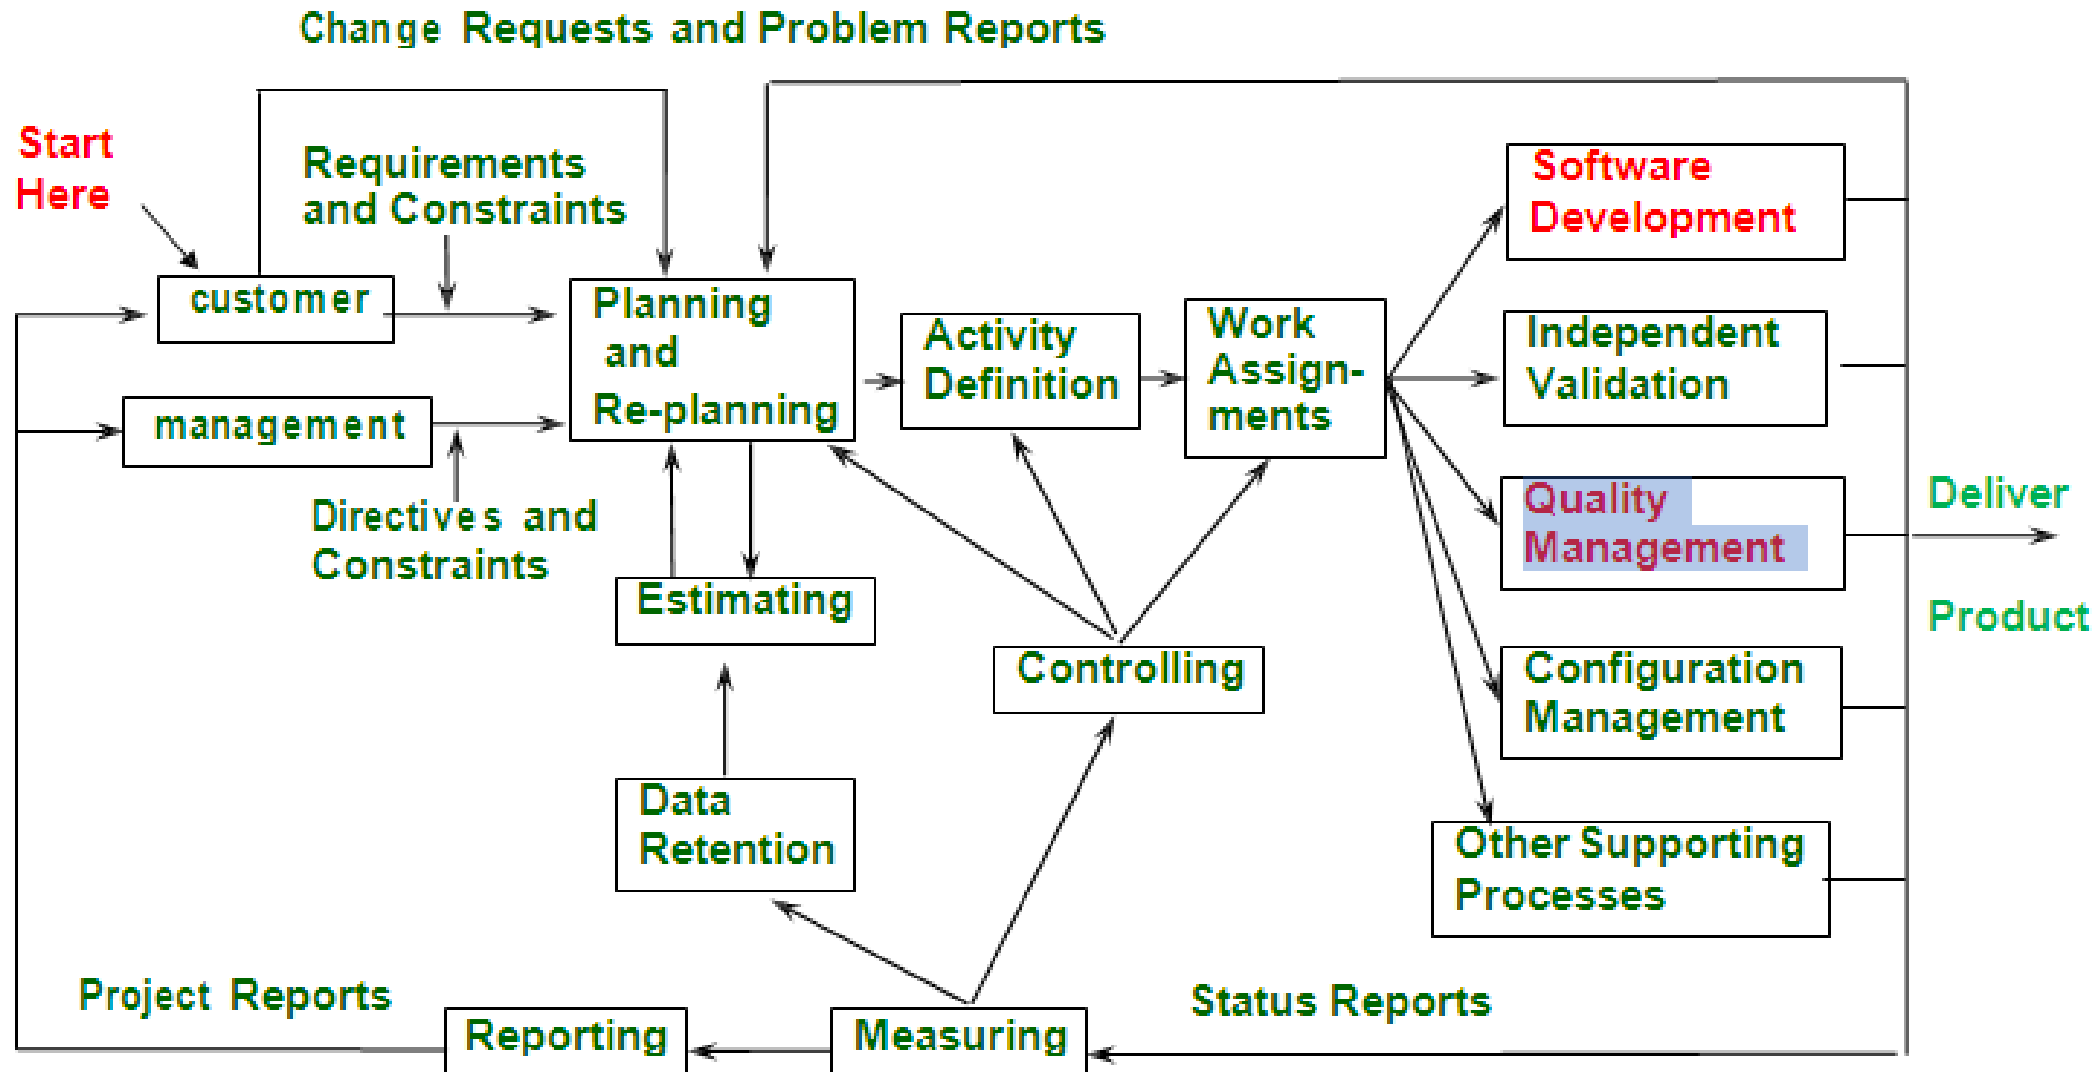 Change Requests and Problem Reports
Start
Here
Requirements
and Constraints
customer
management
Directives and
Constraints
Planning
and
Re-planning
Activity
Definition
Work
Assign-
ments
Software
Development
Independent
Validation
Quality
Management
Configuration
Management
Other Supporting
Processes
Deliver
Product
Estimating
Controlling
Data
Retention
Project Reports
Reporting
Measuring
Status Reports